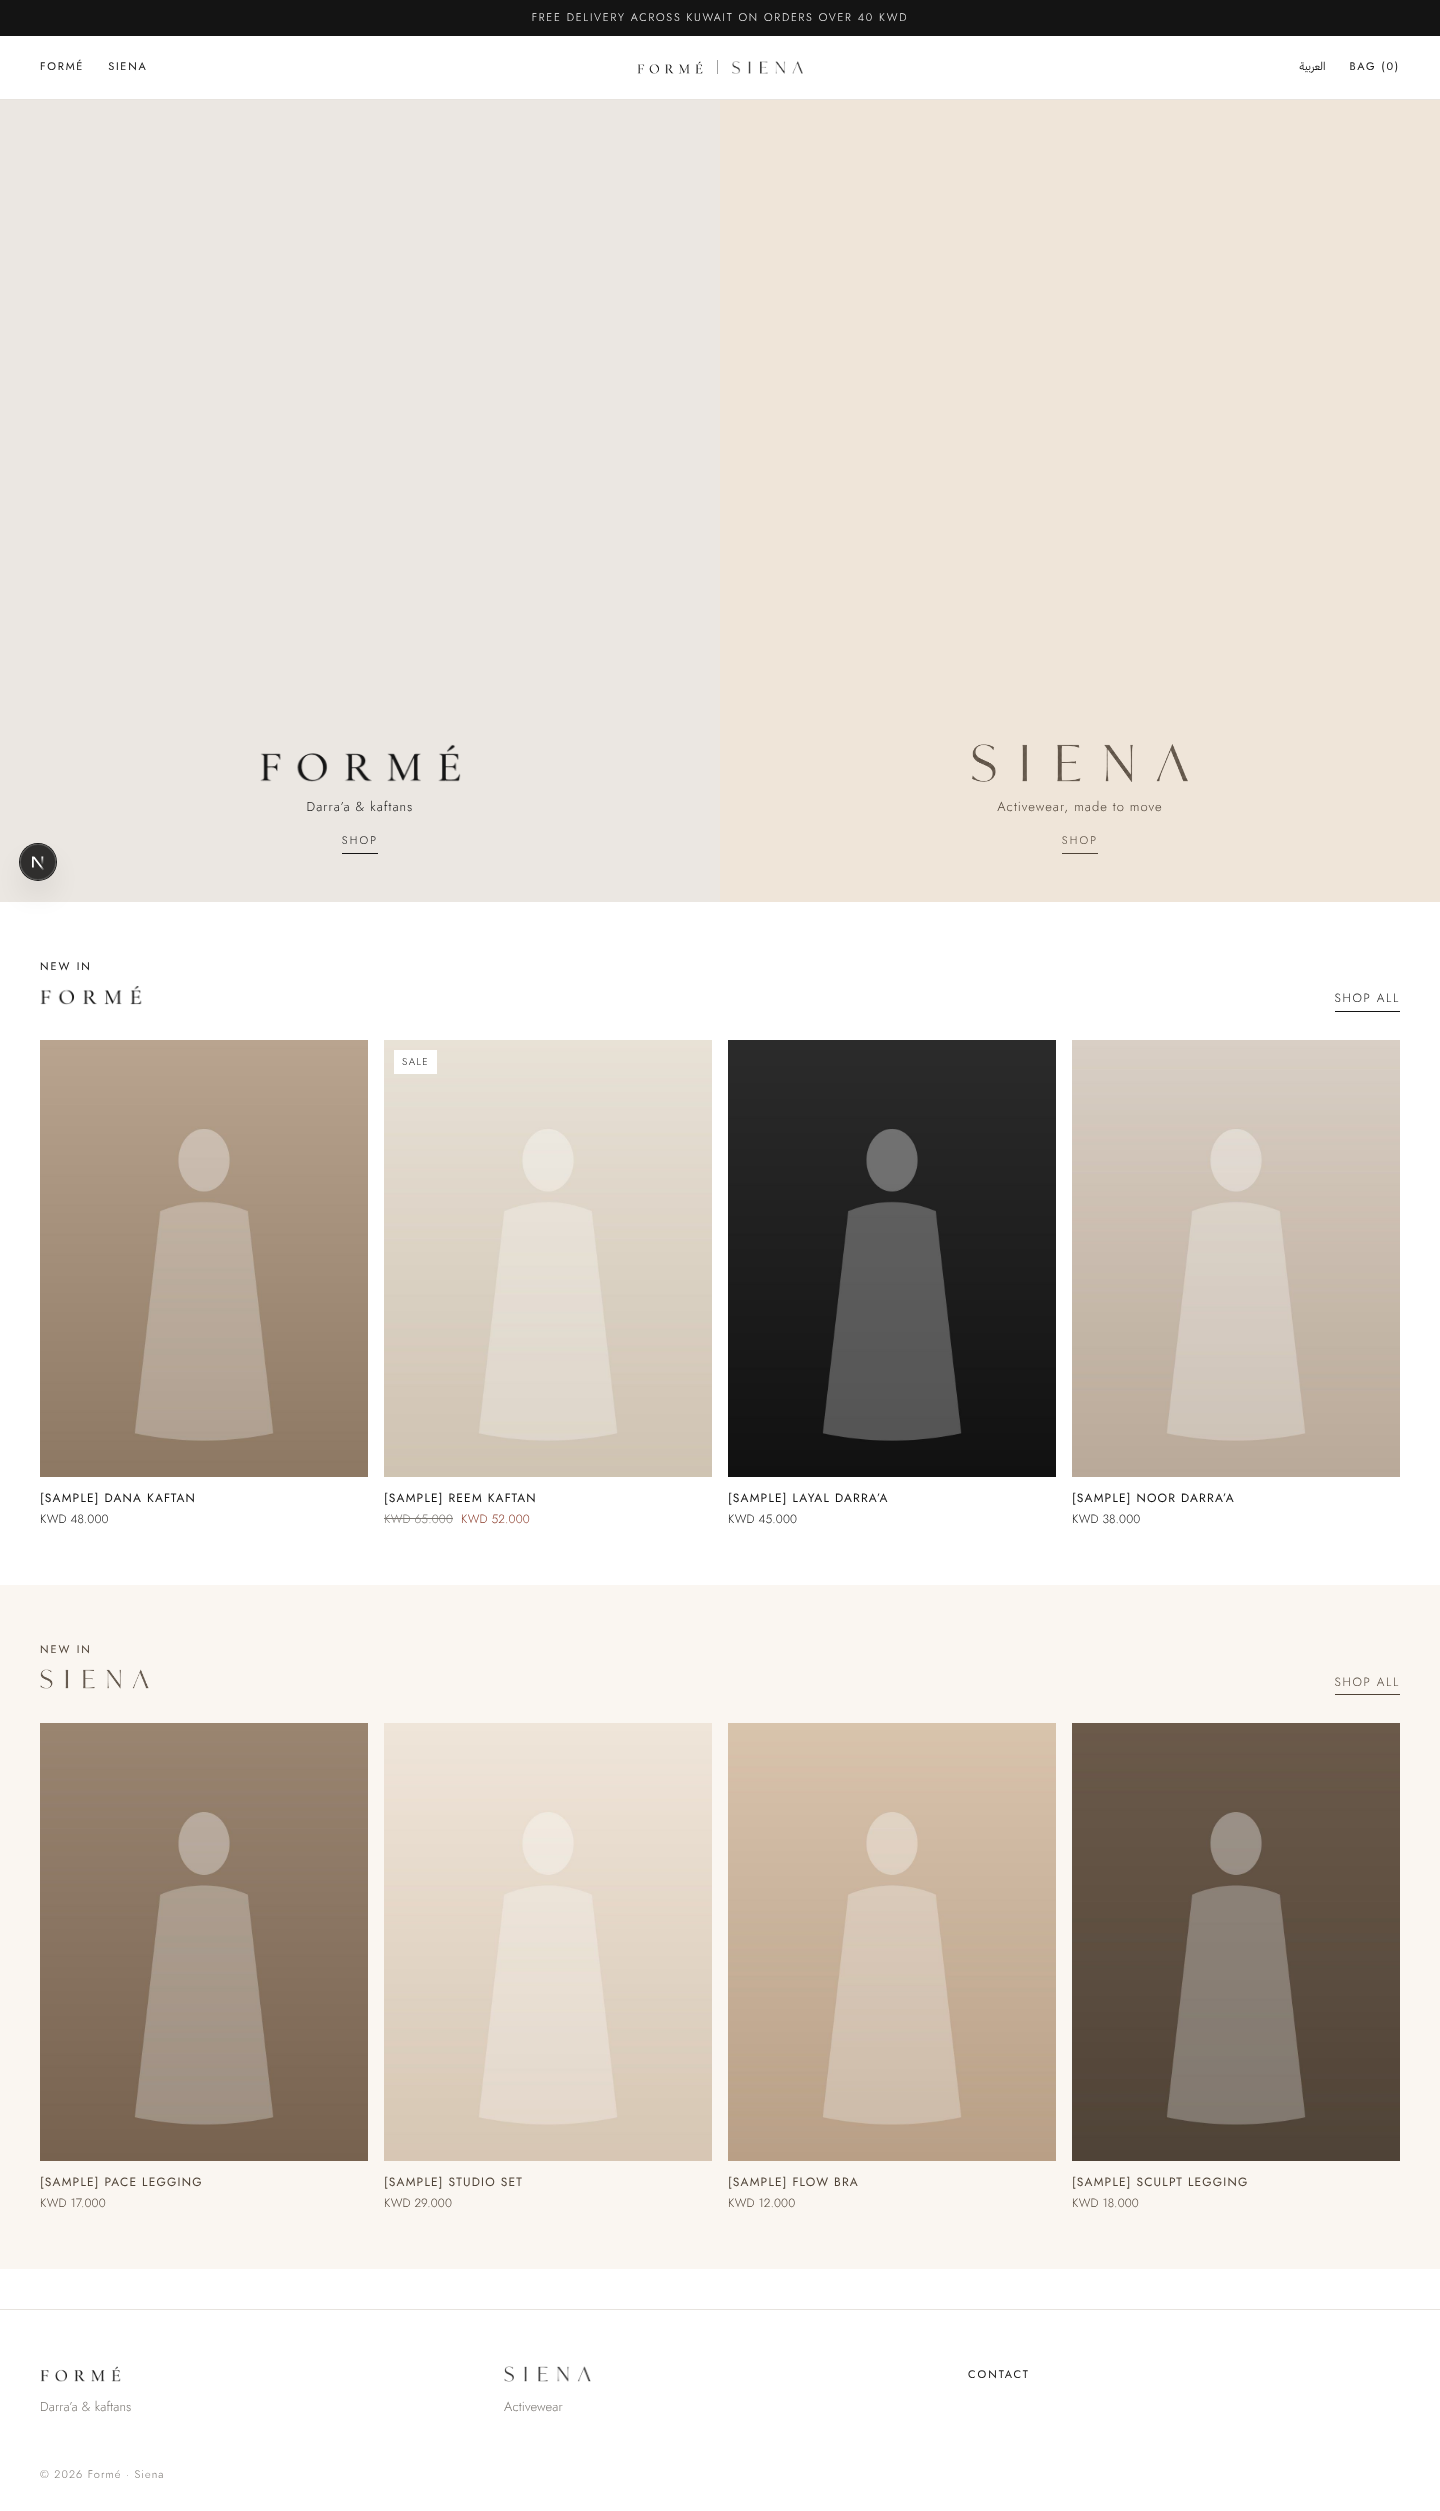 FREE DELIVERY ACROSS KUWAIT ON ORDERS OVER 40 KWD
FORMÉ SIENA FORMÉ | SIENA العربية BAG (0)
FORMÉ
Darra’a & kaftans
SHOP
SIENA
Activewear, made to move
SHOP
N
NEW IN
FORMÉ
SHOP ALL
SALE
[SAMPLE] DANA KAFTAN
KWD 48.000
[SAMPLE] REEM KAFTAN
KWD 65.000 KWD 52.000
[SAMPLE] LAYAL DARRA’A
KWD 45.000
[SAMPLE] NOOR DARRA’A
KWD 38.000
NEW IN
SIENA
SHOP ALL
[SAMPLE] PACE LEGGING
KWD 17.000
[SAMPLE] STUDIO SET
KWD 29.000
[SAMPLE] FLOW BRA
KWD 12.000
[SAMPLE] SCULPT LEGGING
KWD 18.000
FORMÉ
Darra’a & kaftans
SIENA
Activewear
CONTACT
© 2026 Formé · Siena